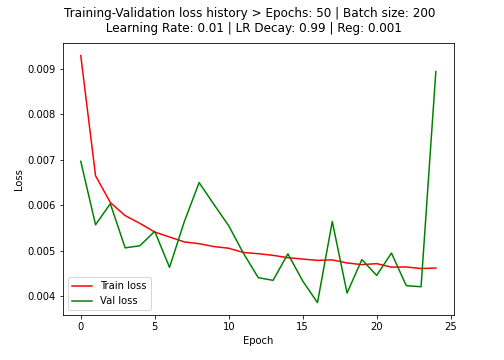 Training-Validation loss history > Epochs: 50 | Batch size: 200
Learning Rate: 0.01 | LR Decay: 0.99 | Reg: 0.001
0.009
0.008
0.007
0.006
0.005
0.004
Loss
Train loss
Val loss
0 5 10 15 20 25
Epoch